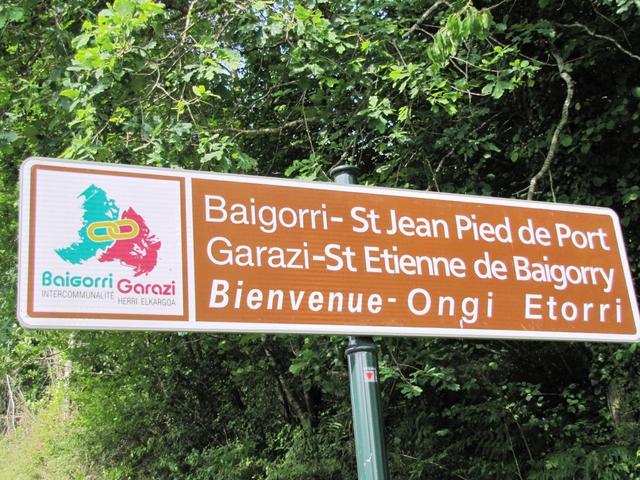 Baigorri Garazi
INTERCOMMUNALITÉ HERRI ELKARGOA
Baigorri- St Jean Pied de Port
Garazi-St Etienne de Baigorry
Bienvenue- Ongi Etorri